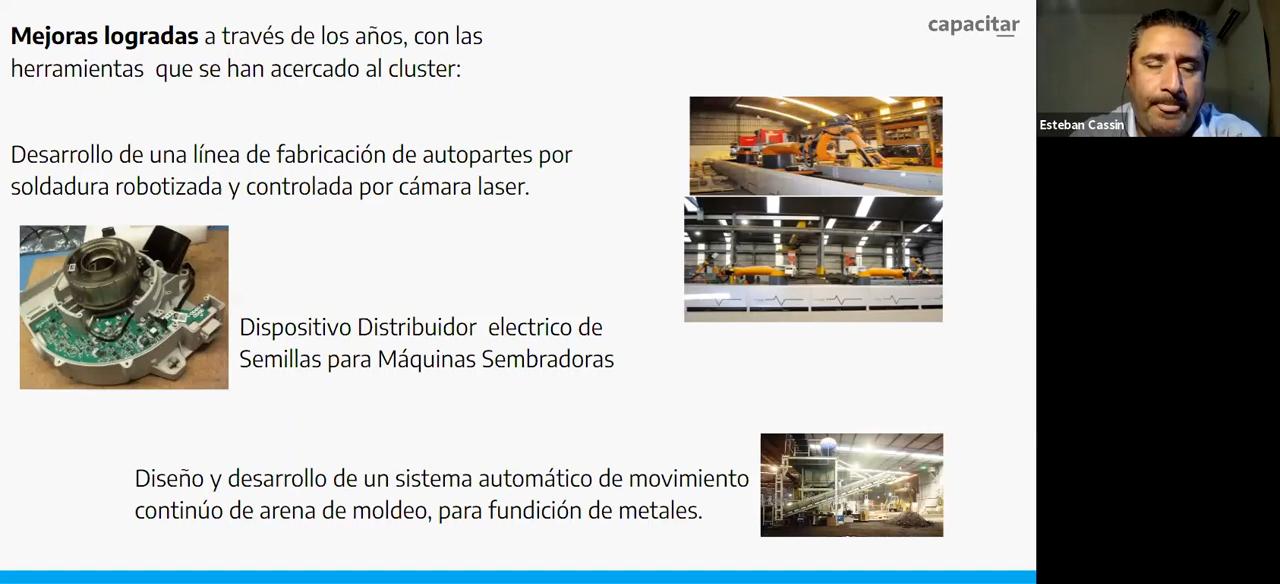 Mejoras logradas a través de los años, con las
herramientas que se han acercado al cluster:
capacitar
Esteban Cassin
Desarrollo de una línea de fabricación de autopartes por
soldadura robotizada y controlada por cámara laser.
Dispositivo Distribuidor electrico de
Semillas para Máquinas Sembradoras
Diseño y desarrollo de un sistema automático de movimiento
continúo de arena de moldeo, para fundición de metales.